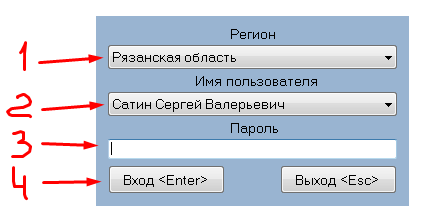 Регион
1 Рязанская область
Имя пользователя
2 Сатин Сергей Валерьевич
Пароль
3
4 Вход <Enter> Выход <Esc>